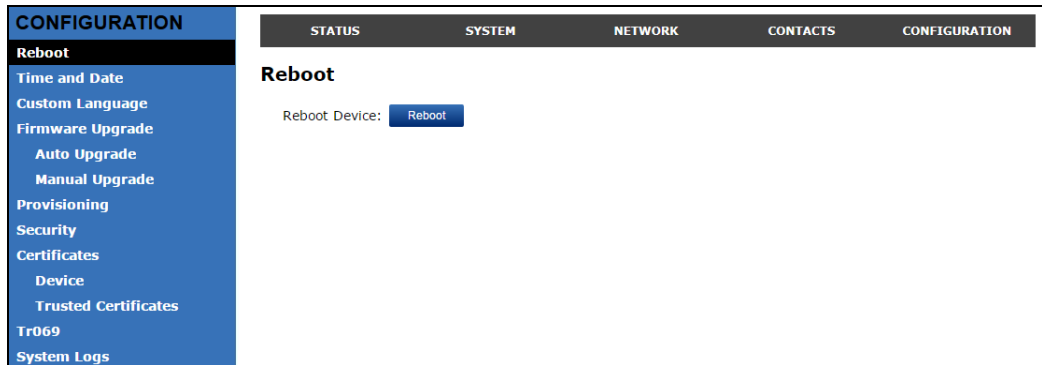 CONFIGURATION
Reboot
Time and Date
Custom Language
Firmware Upgrade
Auto Upgrade
Manual Upgrade
Provisioning
Security
Certificates
Device
Trusted Certificates
Tr069
System Logs
STATUS SYSTEM NETWORK CONTACTS CONFIGURATION
Reboot
Reboot Device: Reboot